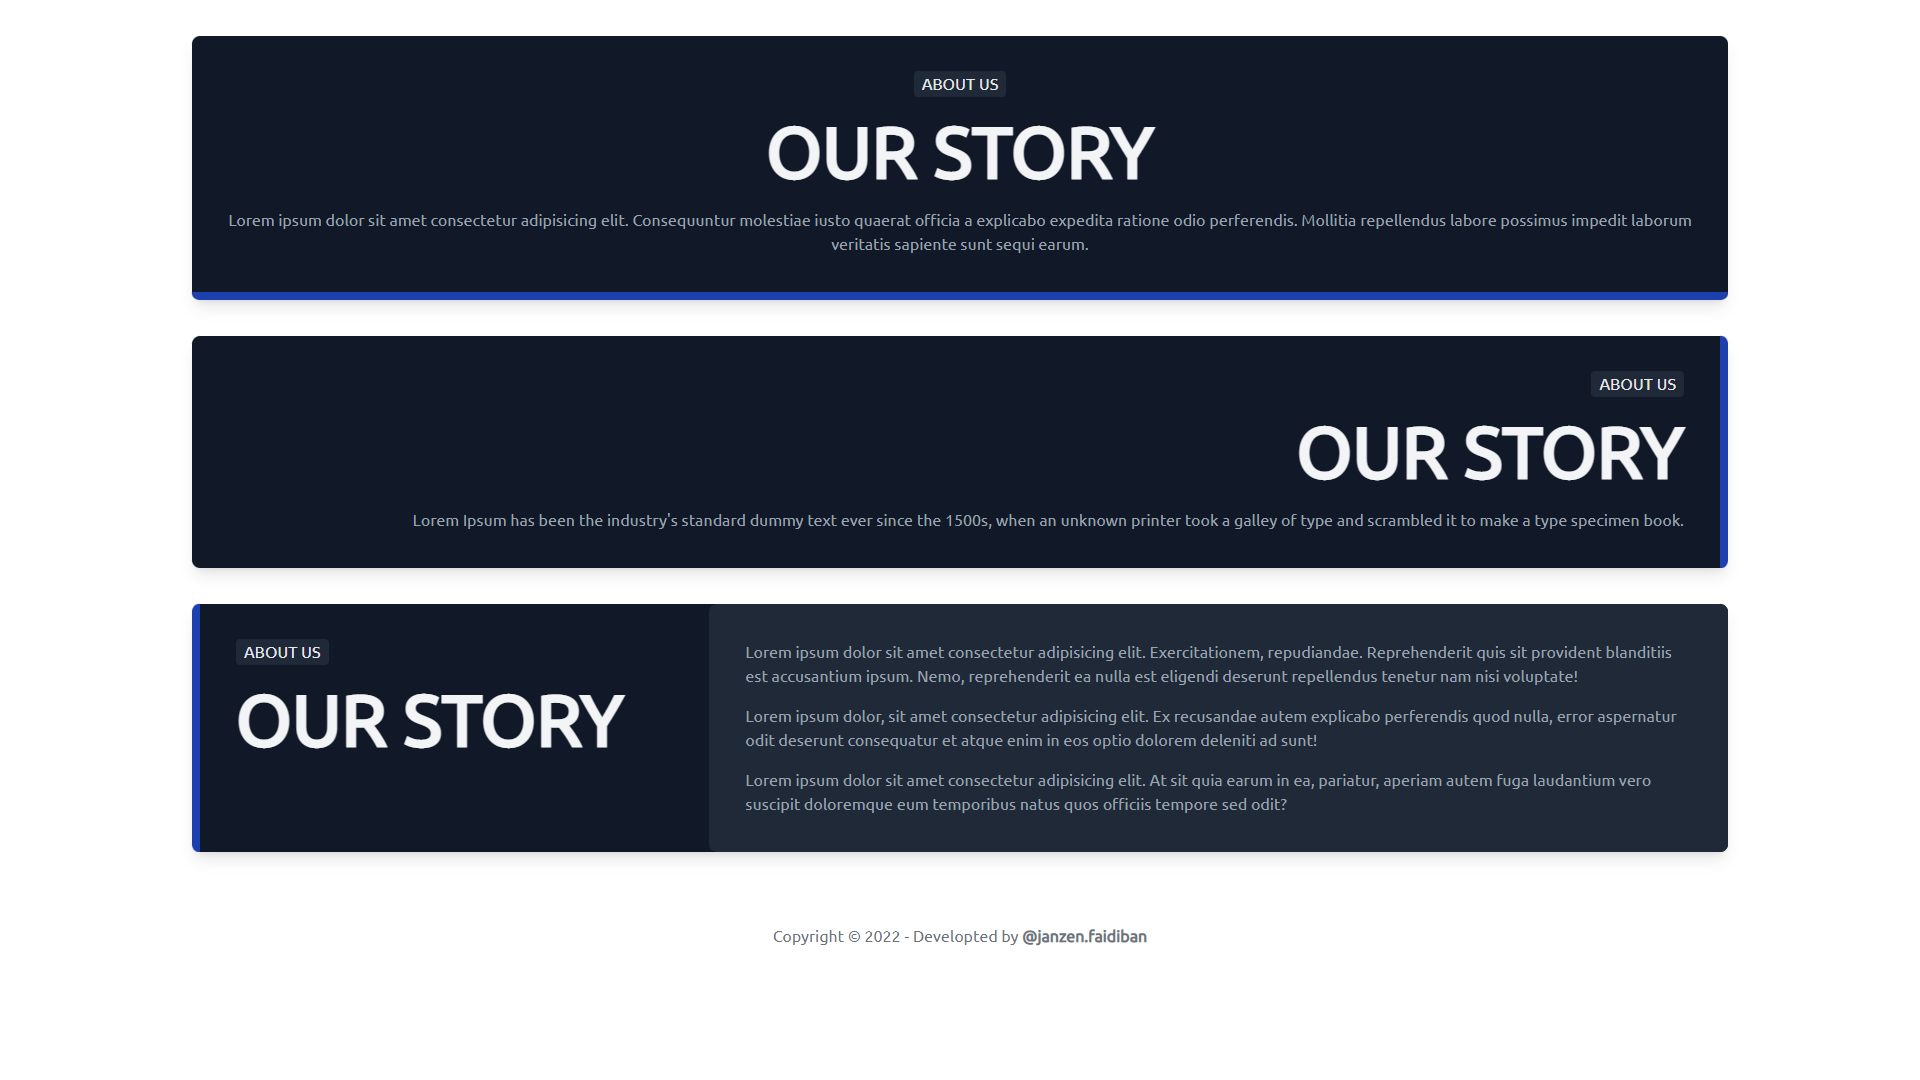 ABOUT US
OUR STORY
Lorem ipsum dolor sit amet consectetur adipisicing elit. Consequuntur molestiae iusto quaerat officia a explicabo expedita ratione odio perferendis. Mollitia repellendus labore possimus impedit laborum
veritatis sapiente sunt sequi earum.
ABOUT US
OUR STORY
Lorem Ipsum has been the industry's standard dummy text ever since the 1500s, when an unknown printer took a galley of type and scrambled it to make a type specimen book.
ABOUT US
OUR STORY
Lorem ipsum dolor sit amet consectetur adipisicing elit. Exercitationem, repudiandae. Reprehenderit quis sit provident blanditiis
est accusantium ipsum. Nemo, reprehenderit ea nulla est eligendi deserunt repellendus tenetur nam nisi voluptate!
Lorem ipsum dolor, sit amet consectetur adipisicing elit. Ex recusandae autem explicabo perferendis quod nulla, error aspernatur
odit deserunt consequatur et atque enim in eos optio dolorem deleniti ad sunt!
Lorem ipsum dolor sit amet consectetur adipisicing elit. At sit quia earum in ea, pariatur, aperiam autem fuga laudantium vero
suscipit doloremque eum temporibus natus quos officiis tempore sed odit?
Copyright © 2022 - Developted by @janzen.faidiban